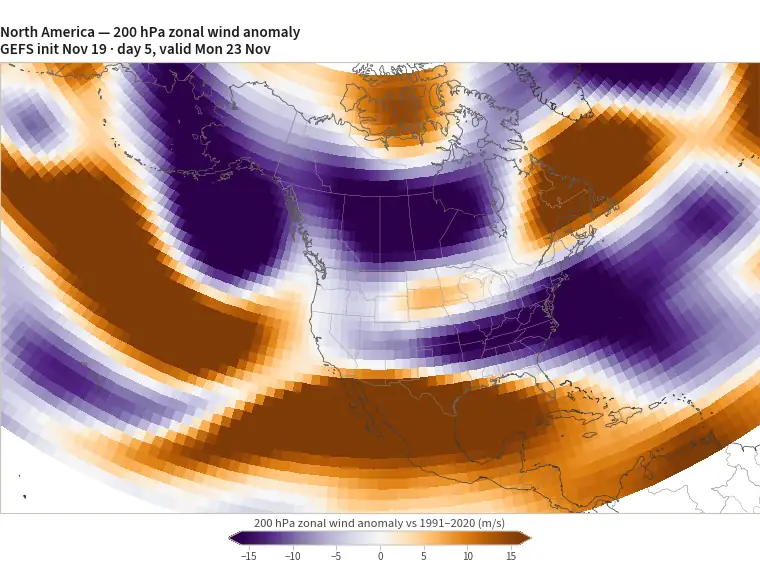 North America — 200 hPa zonal wind anomaly
GEFS init Nov 19 · day 5, valid Mon 23 Nov
200 hPa zonal wind anomaly vs 1991–2020 (m/s)
−15 −10 −5 0 5 10 15